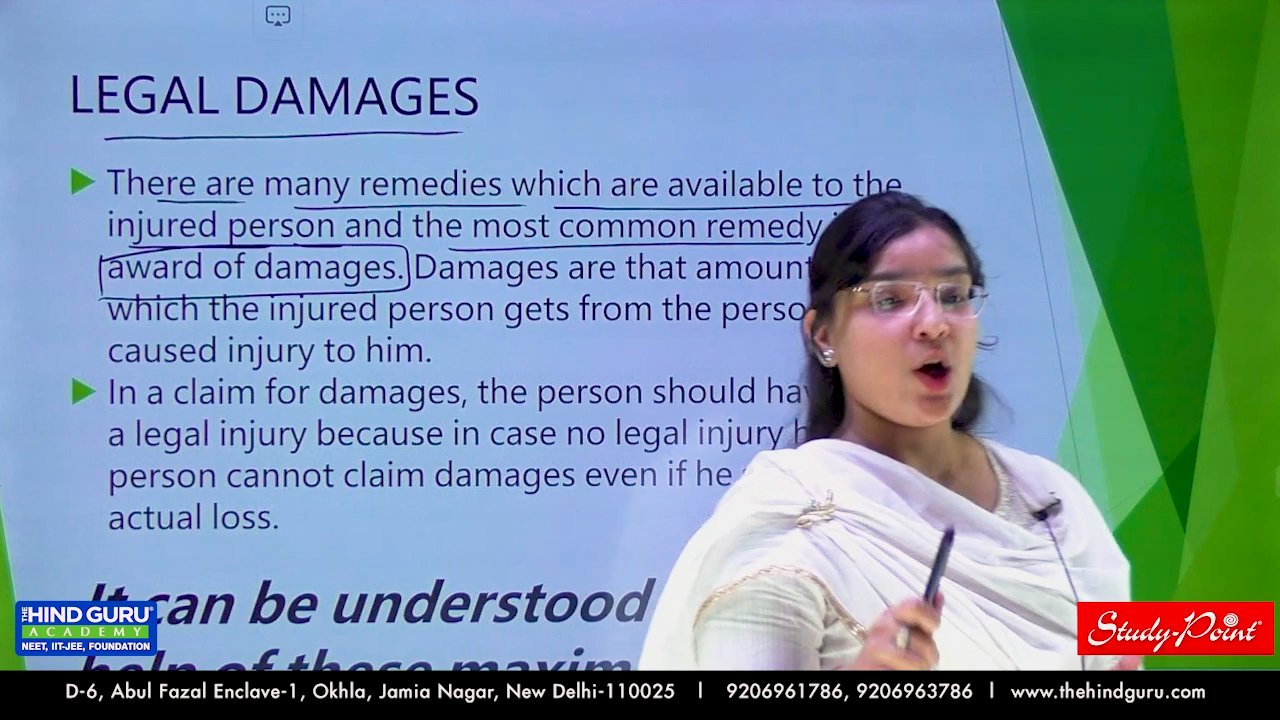 LEGAL DAMAGES
There are many remedies which are available to the
injured person and the most common remedy
award of damages. Damages are that amount
which the injured person gets from the
caused injury to him.
In a claim for damages, the person should
a legal injury because in case no legal injury
person cannot claim damages even if he
actual loss.
It can be understood
help of these maxim
THE HIND GURU
ACADEMY
NEET, IIT-JEE, FOUNDATION
Study-Point
D-6, Abul Fazal Enclave-1, Okhla, Jamia Nagar, New Delhi-110025 | 9206961786, 9206963786 | www.thehindguru.com